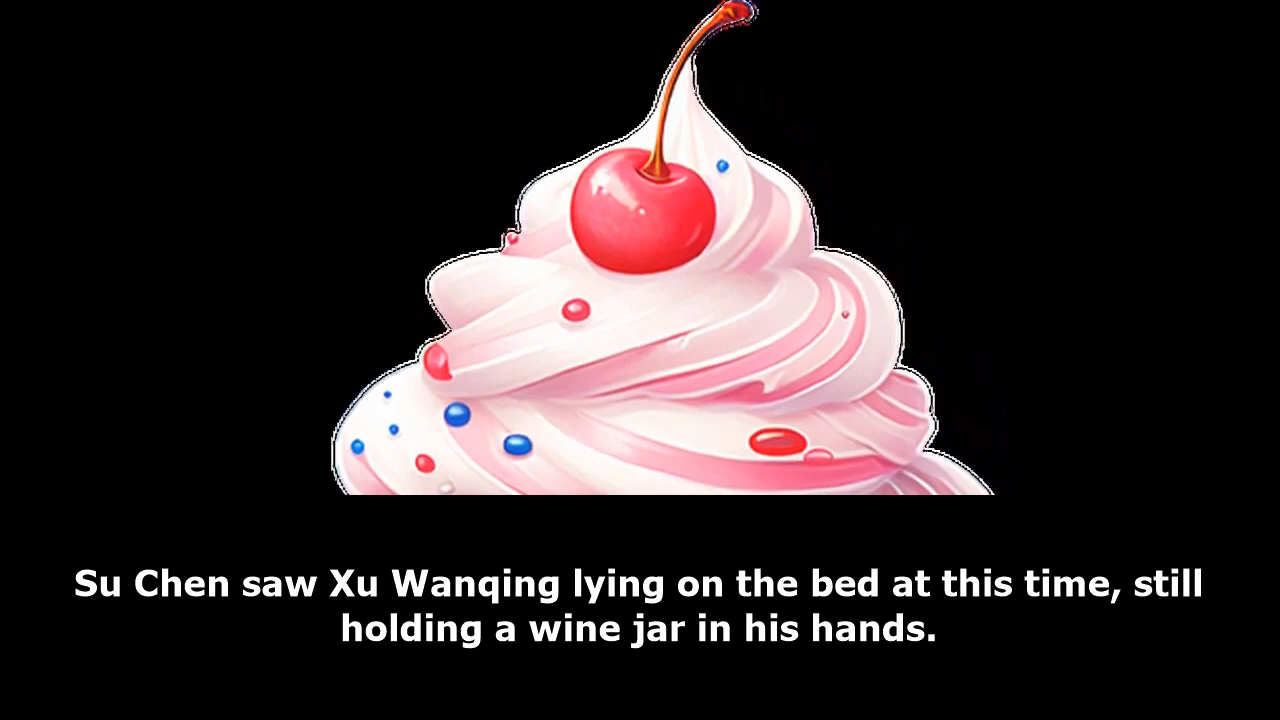 Su Chen saw Xu Wanqing lying on the bed at this time, still
holding a wine jar in his hands.